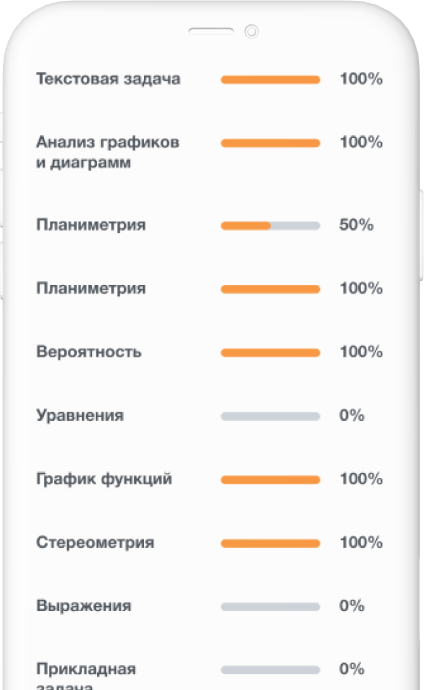 Текстовая задача 100%
Анализ графиков 100%
и диаграмм
Планиметрия 50%
Планиметрия 100%
Вероятность 100%
Уравнения 0%
График функций 100%
Стереометрия 100%
Выражения 0%
Прикладная 0%
задача